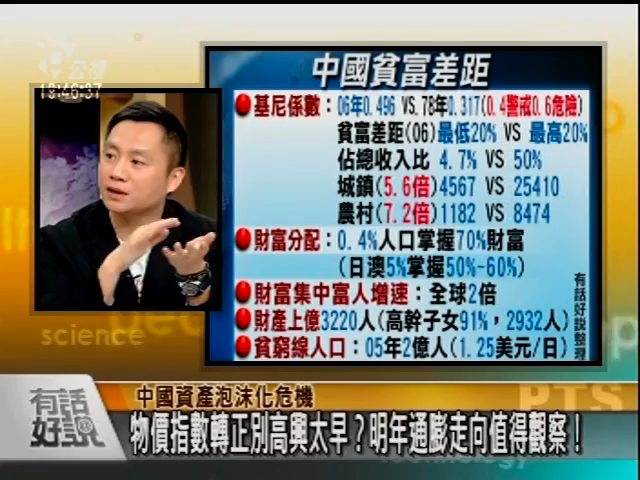 公視
19:46:37
中國貧富差距
基尼係數：06年0.496 VS.78年0.317(0.4警戒0.6危險)
貧富差距(06)最低20% VS 最高20%
佔總收入比 4.7% VS 50%
城鎮(5.6倍)4567 VS 25410
農村(7.2倍)1182 VS 8474
財富分配：0.4%人口掌握70%財富
(日澳5%掌握50%-60%)
財富集中富人增速：全球2倍
財產上億3220人(高幹子女91%，2932人)
貧窮線人口：05年2億人(1.25美元/日)
有話好說整理
science
PTS
中國資產泡沫化危機
有話好說
物價指數轉正別高興太早？明年通膨走向值得觀察！
technology